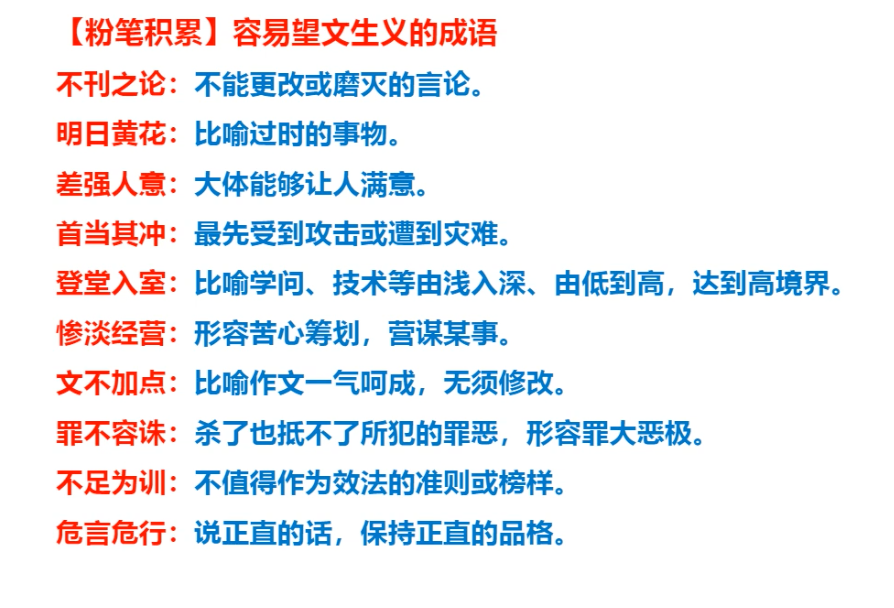 【粉笔积累】容易望文生义的成语
不刊之论：不能更改或磨灭的言论。
明日黄花：比喻过时的事物。
差强人意：大体能够让人满意。
首当其冲：最先受到攻击或遭到灾难。
登堂入室：比喻学问、技术等由浅入深、由低到高，达到高境界。
惨淡经营：形容苦心筹划，营谋某事。
文不加点：比喻作文一气呵成，无须修改。
罪不容诛：杀了也抵不了所犯的罪恶，形容罪大恶极。
不足为训：不值得作为效法的准则或榜样。
危言危行：说正直的话，保持正直的品格。